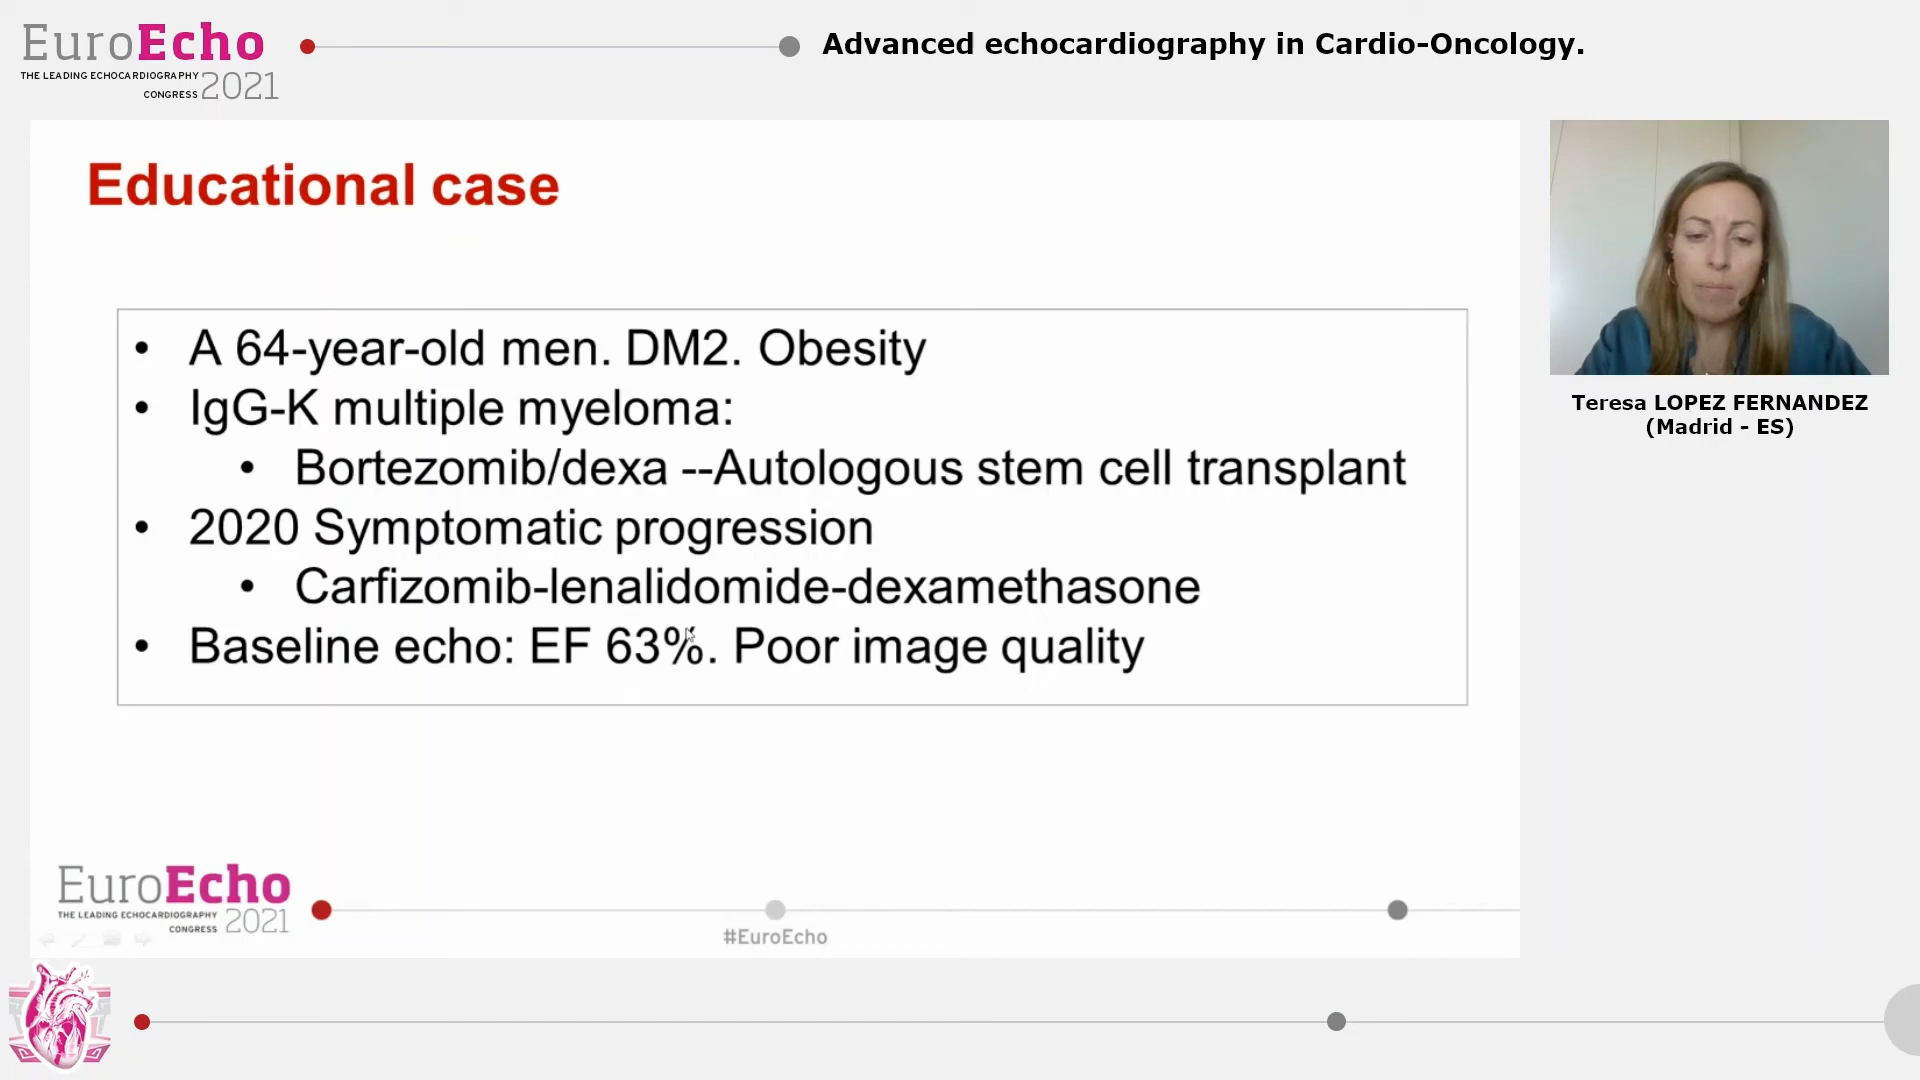 EuroEcho
THE LEADING ECHOCARDIOGRAPHY
CONGRESS 2021
Advanced echocardiography in Cardio-Oncology.
Educational case
• A 64-year-old men. DM2. Obesity
• IgG-K multiple myeloma:
• Bortezomib/dexa --Autologous stem cell transplant
• 2020 Symptomatic progression
• Carfizomib-lenalidomide-dexamethasone
• Baseline echo: EF 63%. Poor image quality
Teresa LOPEZ FERNANDEZ
(Madrid - ES)
EuroEcho
THE LEADING ECHOCARDIOGRAPHY
CONGRESS 2021
#EuroEcho